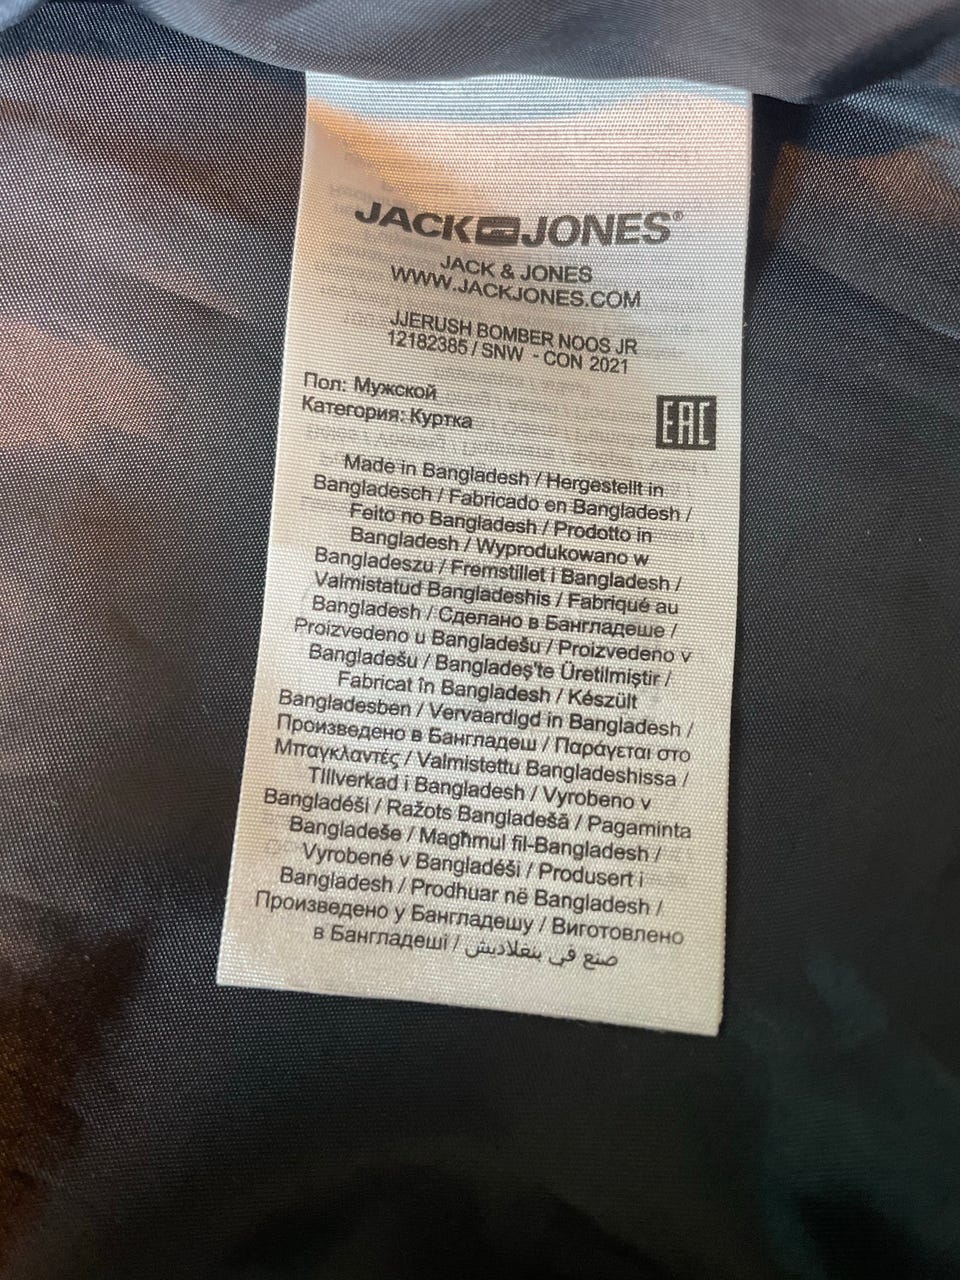 JACK JONES®
JACK & JONES
WWW.JACKJONES.COM
JJERUSH BOMBER NOOS JR
12182385 / SNW - CON 2021
Пол: Мужской
Категория: Куртка
EAC
Made in Bangladesh / Hergestellt in
Bangladesch / Fabricado en Bangladesh /
Feito no Bangladesh / Prodotto in
Bangladesh / Wyprodukowano w
Bangladeszu / Fremstillet i Bangladesh /
Valmistatud Bangladeshis / Fabriqué au
Bangladesh / Сделано в Бангладеше /
Proizvedeno u Bangladešu / Proizvedeno v
Bangladešu / Bangladeş'te Üretilmiştir /
Fabricat în Bangladesh / Készült
Bangladesben / Vervaardigd in Bangladesh /
Произведено в Бангладеш / Παράγεται στο
Μπαγκλαντές / Valmistettu Bangladeshissa /
TIllverkad i Bangladesh / Vyrobeno v
Bangladéši / Ražots Bangladešā / Pagaminta
Bangladeše / Magħmul fil-Bangladesh /
Vyrobené v Bangladéši / Produsert i
Bangladesh / Prodhuar në Bangladesh /
Произведено у Бангладешу / Виготовлено
в Бангладеші / صنع في بنغلاديش